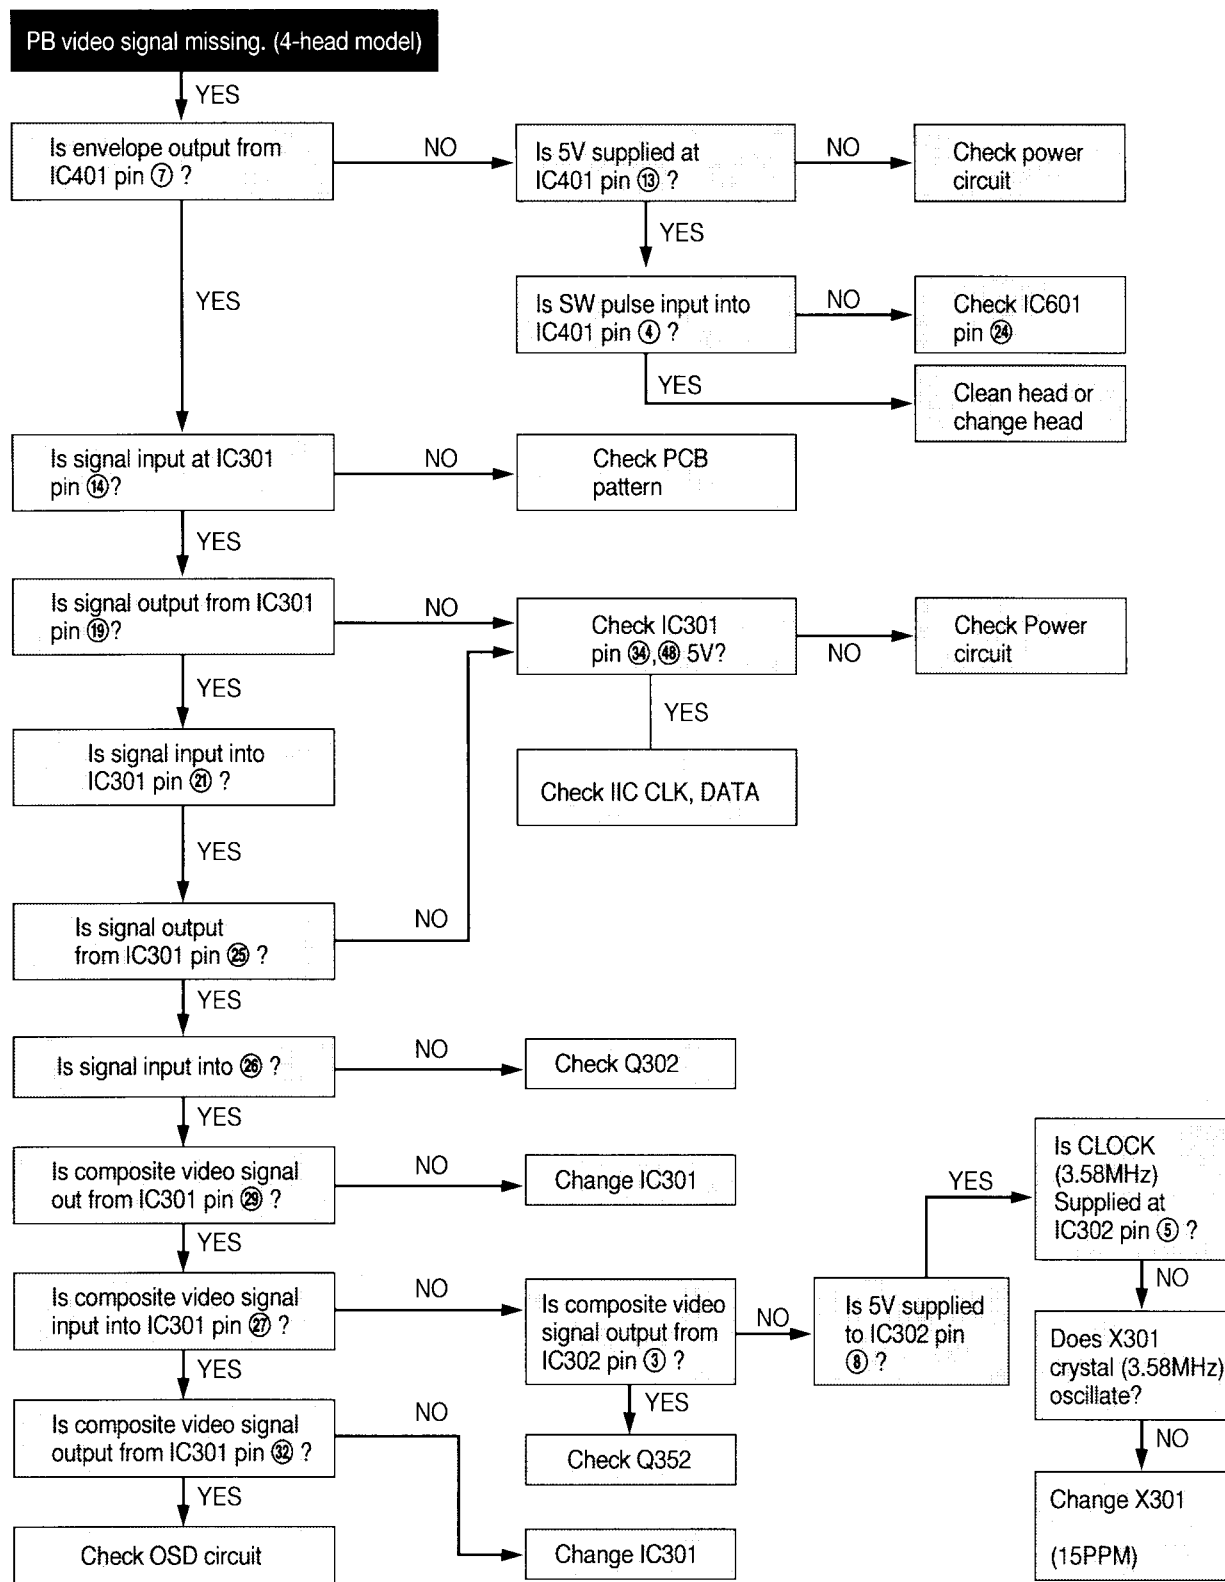 PB video signal missing. (4-head model)
YES
Is envelope output from
IC401 pin ⑦ ?
NO
Is 5V supplied at
IC401 pin ⑬ ?
NO
Check power
circuit
YES
YES
Is SW pulse input into
IC401 pin ④ ?
NO
Check IC601
pin ㉔
YES
Clean head or
change head
Is signal input at IC301
pin ⑭?
NO
Check PCB
pattern
YES
Is signal output from IC301
pin ⑲?
NO
Check IC301
pin ㉞,㊽ 5V?
NO
Check Power
circuit
YES
YES
Is signal input into
IC301 pin ㉑ ?
Check IIC CLK, DATA
YES
Is signal output
from IC301 pin ㉕ ?
NO
YES
Is signal input into ㉖ ?
NO
Check Q302
YES
Is composite video signal
out from IC301 pin ㉙ ?
NO
Change IC301
YES
Is CLOCK
(3.58MHz)
Supplied at
IC302 pin ⑤ ?
YES
Is composite video signal
input into IC301 pin ㉗ ?
NO
Is composite video
signal output from
IC302 pin ③ ?
NO
Is 5V supplied
to IC302 pin
⑧ ?
NO
Does X301
crystal (3.58MHz)
oscillate?
YES
YES
Is composite video signal
output from IC301 pin ㉜ ?
NO
Check Q352
NO
Change X301
(15PPM)
YES
Check OSD circuit
Change IC301